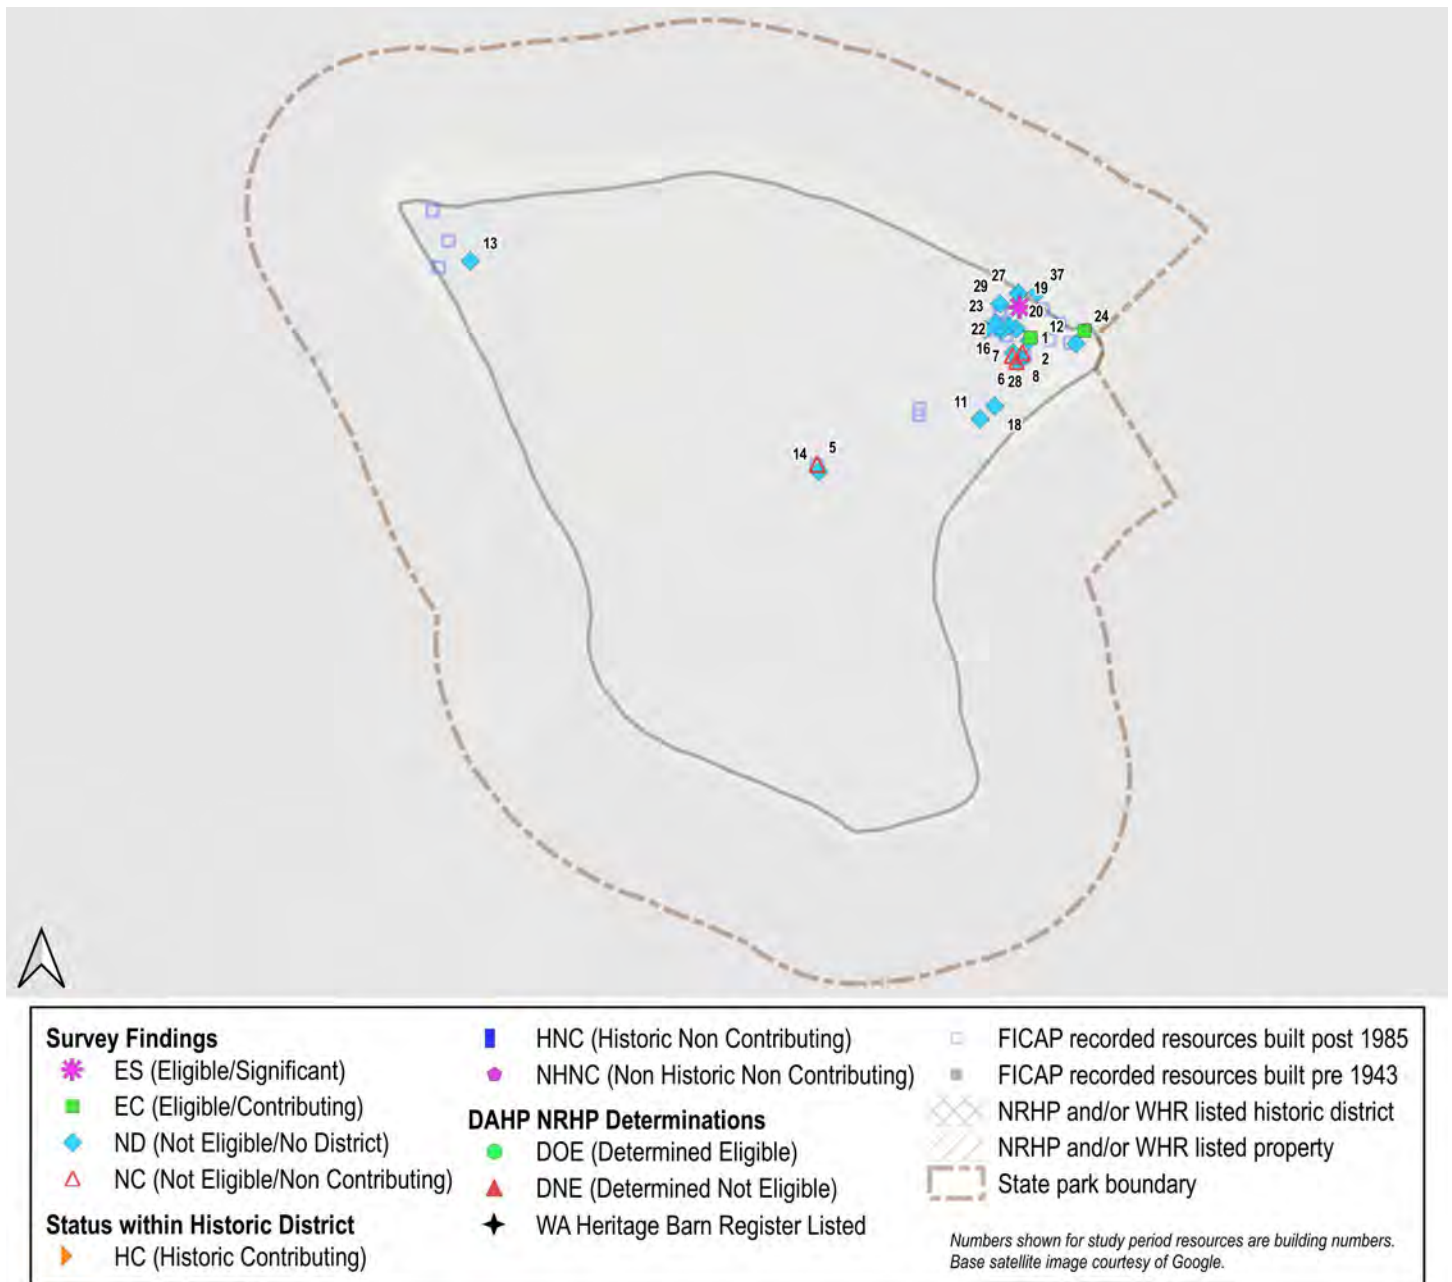 13
27
37
29
19
23
20
24
22
12
1
16
7
2
6
28
8
11
18
5
14
Survey Findings
ES (Eligible/Significant)
EC (Eligible/Contributing)
ND (Not Eligible/No District)
NC (Not Eligible/Non Contributing)
Status within Historic District
HC (Historic Contributing)
HNC (Historic Non Contributing)
NHNC (Non Historic Non Contributing)
DAHP NRHP Determinations
DOE (Determined Eligible)
DNE (Determined Not Eligible)
WA Heritage Barn Register Listed
FICAP recorded resources built post 1985
FICAP recorded resources built pre 1943
NRHP and/or WHR listed historic district
NRHP and/or WHR listed property
State park boundary
Numbers shown for study period resources are building numbers.
Base satellite image courtesy of Google.